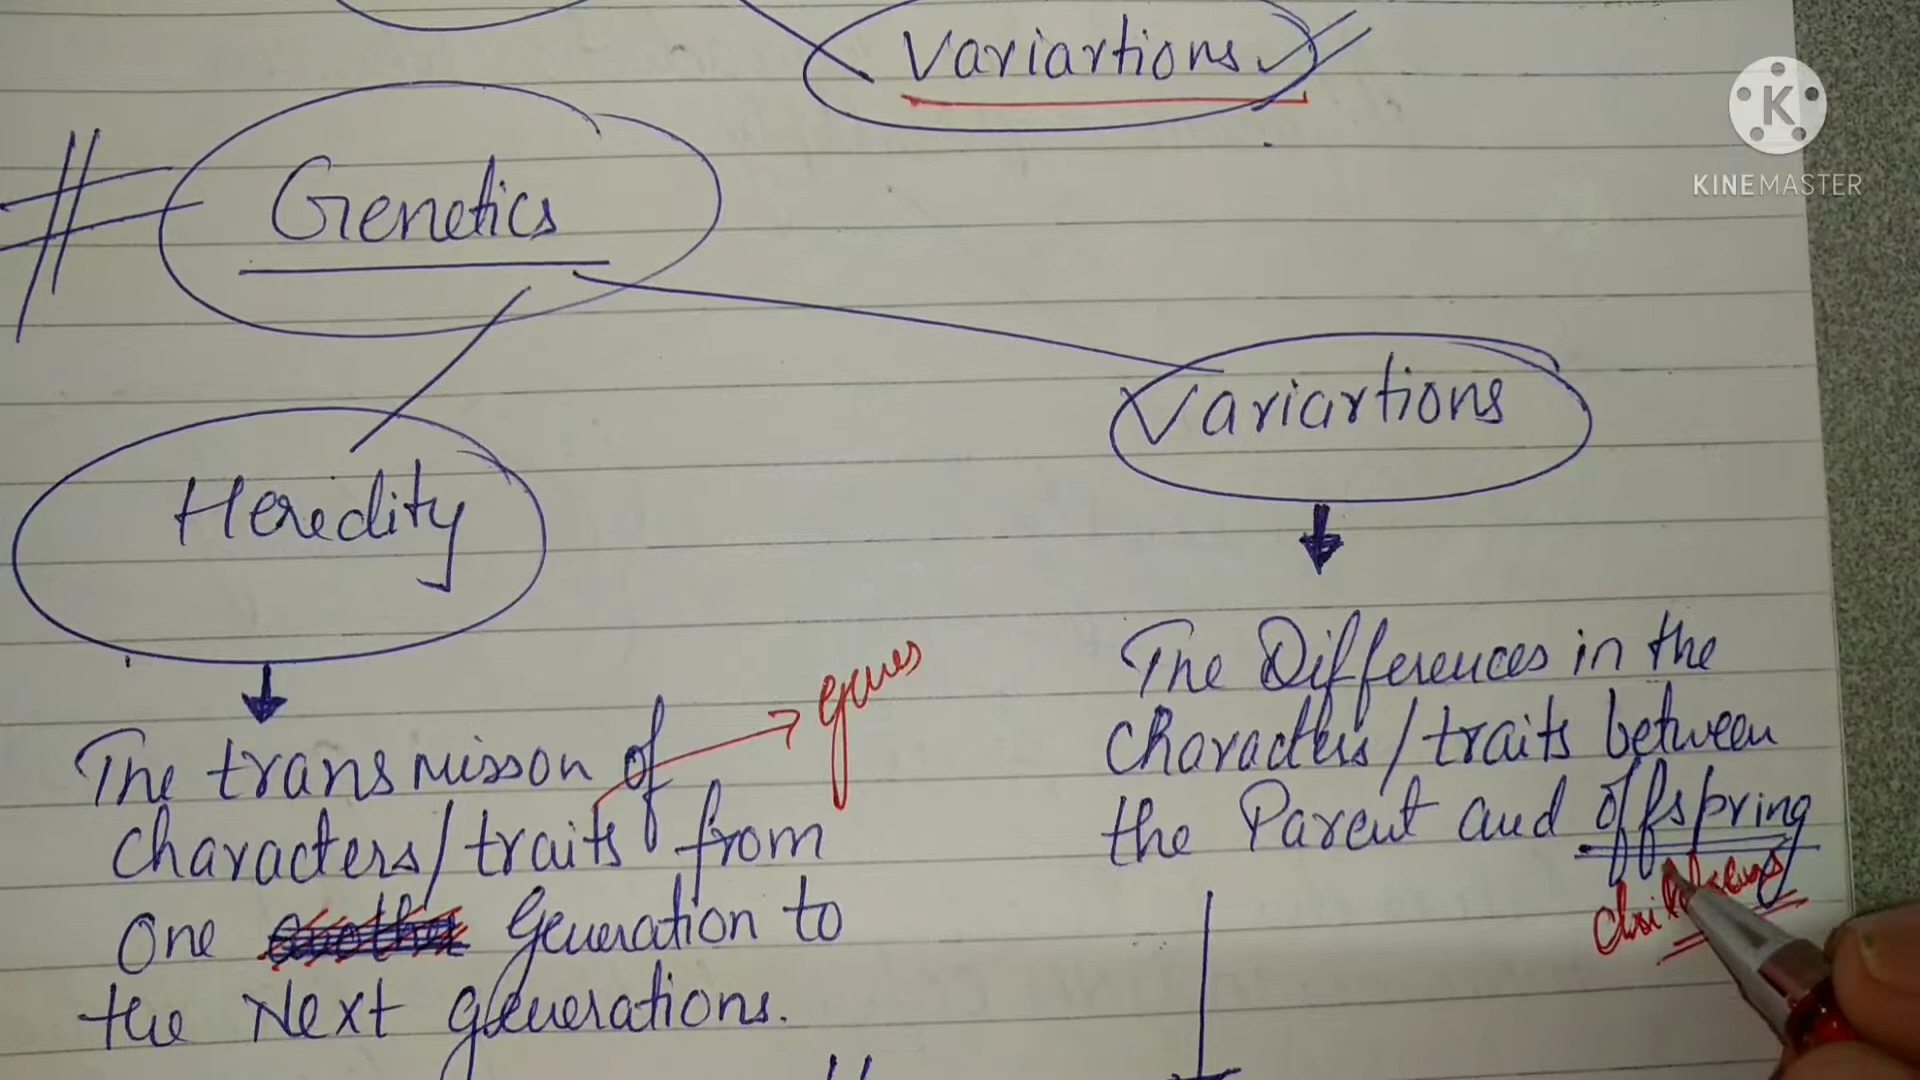 Variartions
KINEMASTER
Genetics
Variartions
Heredity
genes
The transmisson of
characters/traits from
One Generation to
the Next generations.
The Differences in the
characters/traits between
the Parent and offspring